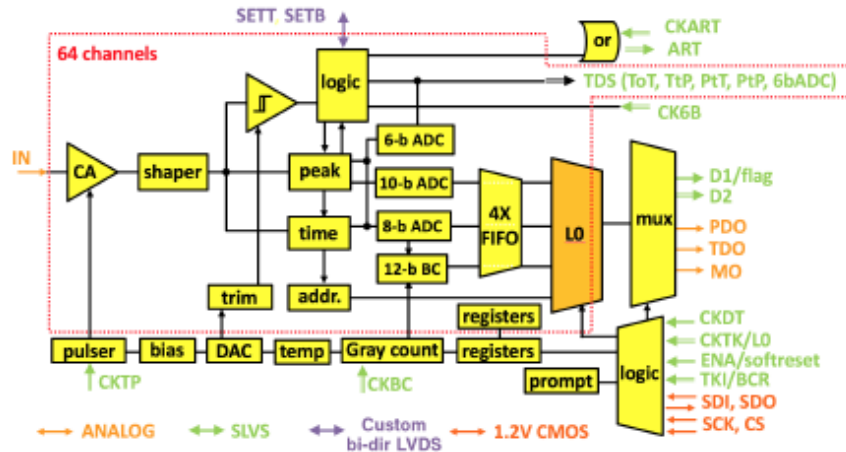 SETT, SETB
CKART
or
ART
64 channels
logic
TDS (ToT, TtP, PtT, PtP, 6bADC)
CK6B
6-b ADC
IN
CA
shaper
peak
10-b ADC
D1/flag
D2
4X
FIFO
L0
mux
PDO
time
8-b ADC
TDO
12-b BC
MO
trim
addr.
registers
CKDT
pulser
bias
DAC
temp
Gray count
registers
CKTK/L0
logic
ENA/softreset
CKTP
CKBC
prompt
TKI/BCR
SDI, SDO
SCK, CS
ANALOG
SLVS
Custom
bi-dir LVDS
1.2V CMOS